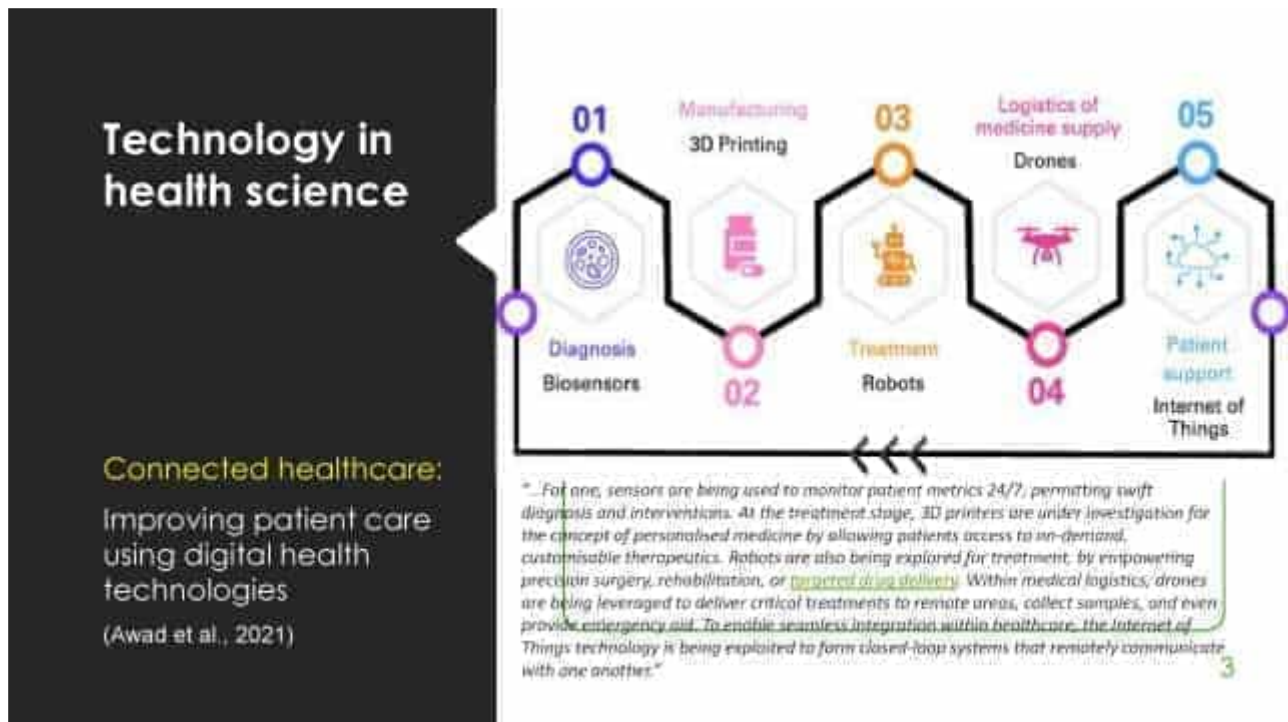 Technology in
health science
Connected healthcare:
Improving patient care
using digital health
technologies
(Awad et al., 2021)
01
Diagnosis
Biosensors
Manufacturing
3D Printing
02
03
Treatment
Robots
Logistics of
medicine supply
Drones
04
05
Patient
support
Internet of
Things
"...For one, sensors are being used to monitor patient metrics 24/7, permitting swift
diagnosis and interventions. At the treatment stage, 3D printers are under investigation for
the concept of personalised medicine by allowing patients access to on-demand,
customisable therapeutics. Robots are also being explored for treatment, by empowering
precision surgery, rehabilitation, or targeted drug delivery. Within medical logistics, drones
are being leveraged to deliver critical treatments to remote areas, collect samples, and even
provide emergency aid. To enable seamless integration within healthcare, the Internet of
Things technology is being exploited to form closed-loop systems that remotely communicate
with one another."
3